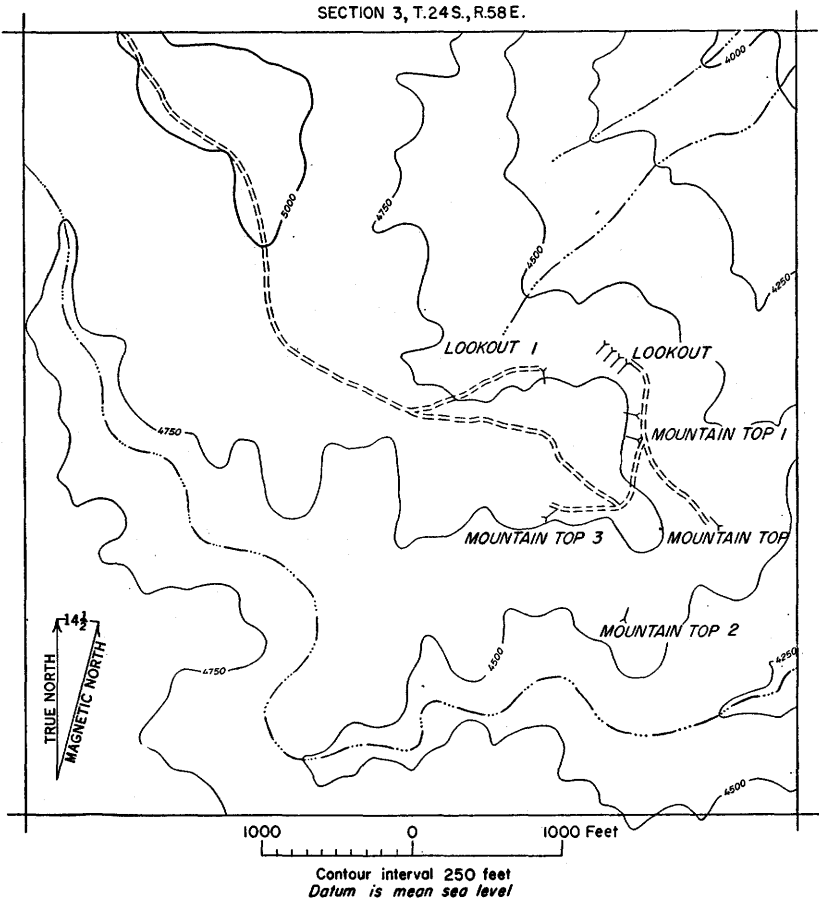 SECTION 3, T.24S., R.58E.
4000
5000
4750
4500
4250
LOOKOUT 1
LOOKOUT
4750
MOUNTAIN TOP 1
MOUNTAIN TOP 3
MOUNTAIN TOP
14½
TRUE NORTH
MAGNETIC NORTH
MOUNTAIN TOP 2
4750
4500
4250
4500
1000 0 1000 Feet
Contour interval 250 feet
Datum is mean sea level